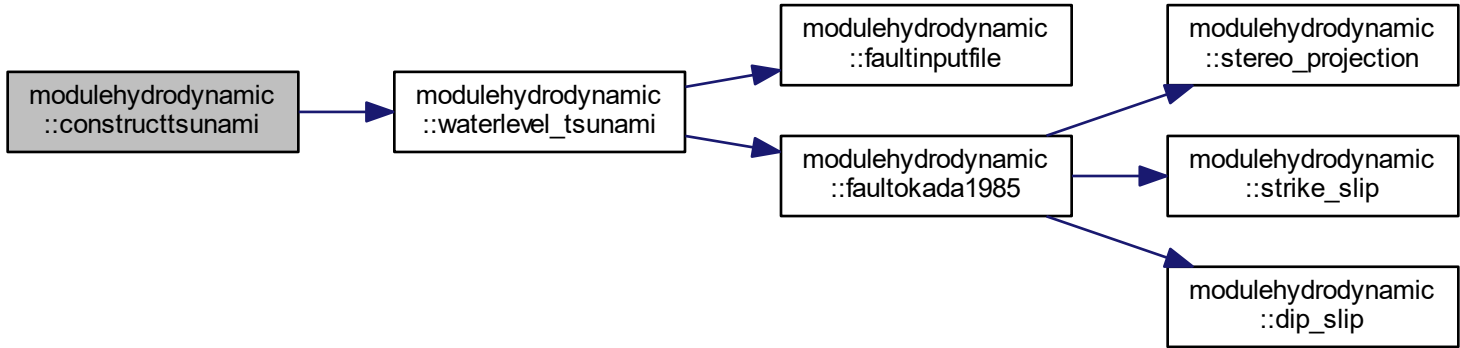 modulehydrodynamic
::constructtsunami
modulehydrodynamic
::waterlevel_tsunami
modulehydrodynamic
::faultinputfile
modulehydrodynamic
::faultokada1985
modulehydrodynamic
::stereo_projection
modulehydrodynamic
::strike_slip
modulehydrodynamic
::dip_slip